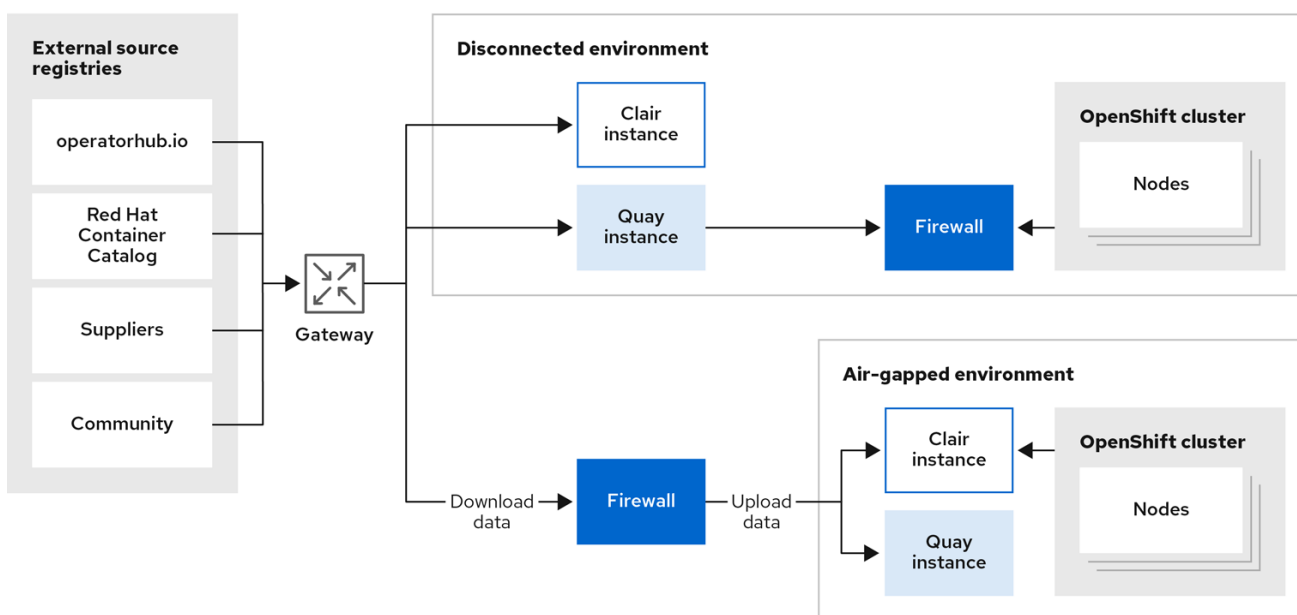 External source
registries
operatorhub.io
Red Hat
Container
Catalog
Suppliers
Community
Gateway
Disconnected environment
Clair
instance
Quay
instance
Firewall
OpenShift cluster
Nodes
Download
data
Firewall
Upload
data
Air-gapped environment
Clair
instance
Quay
instance
OpenShift cluster
Nodes